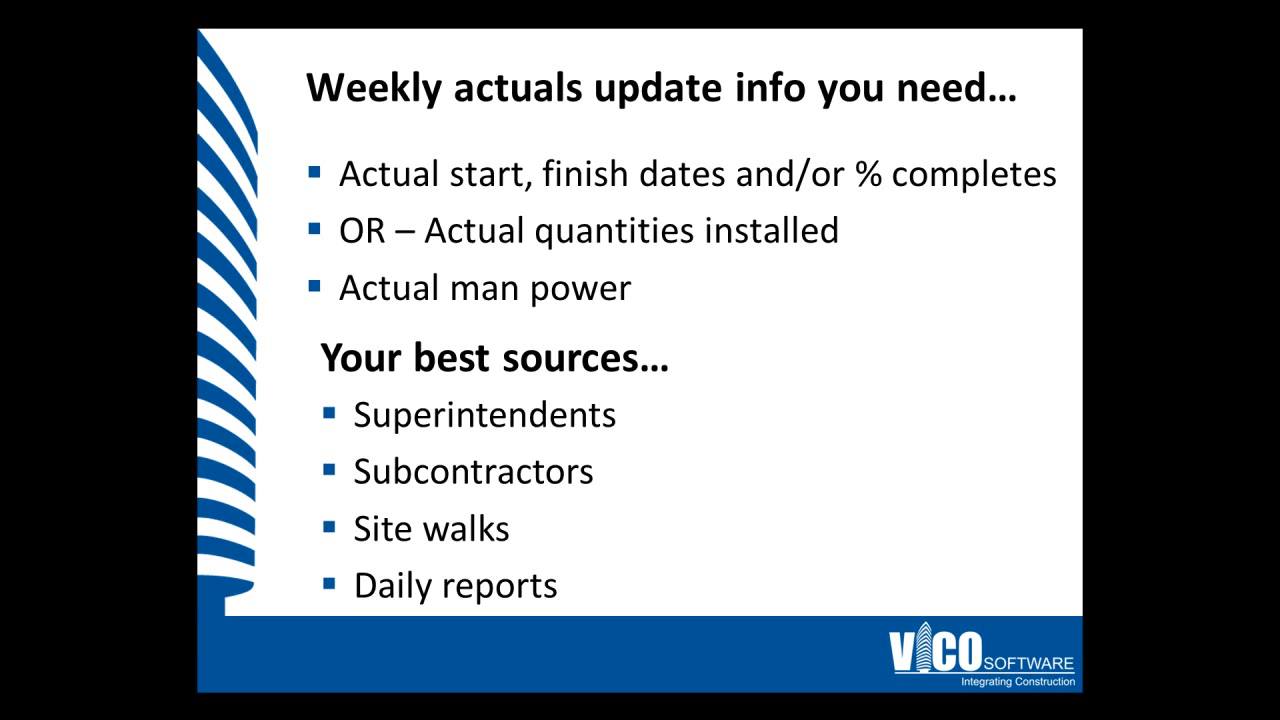 Weekly actuals update info you need…
Actual start, finish dates and/or % completes
OR – Actual quantities installed
Actual man power
Your best sources…
Superintendents
Subcontractors
Site walks
Daily reports
VICO SOFTWARE
Integrating Construction